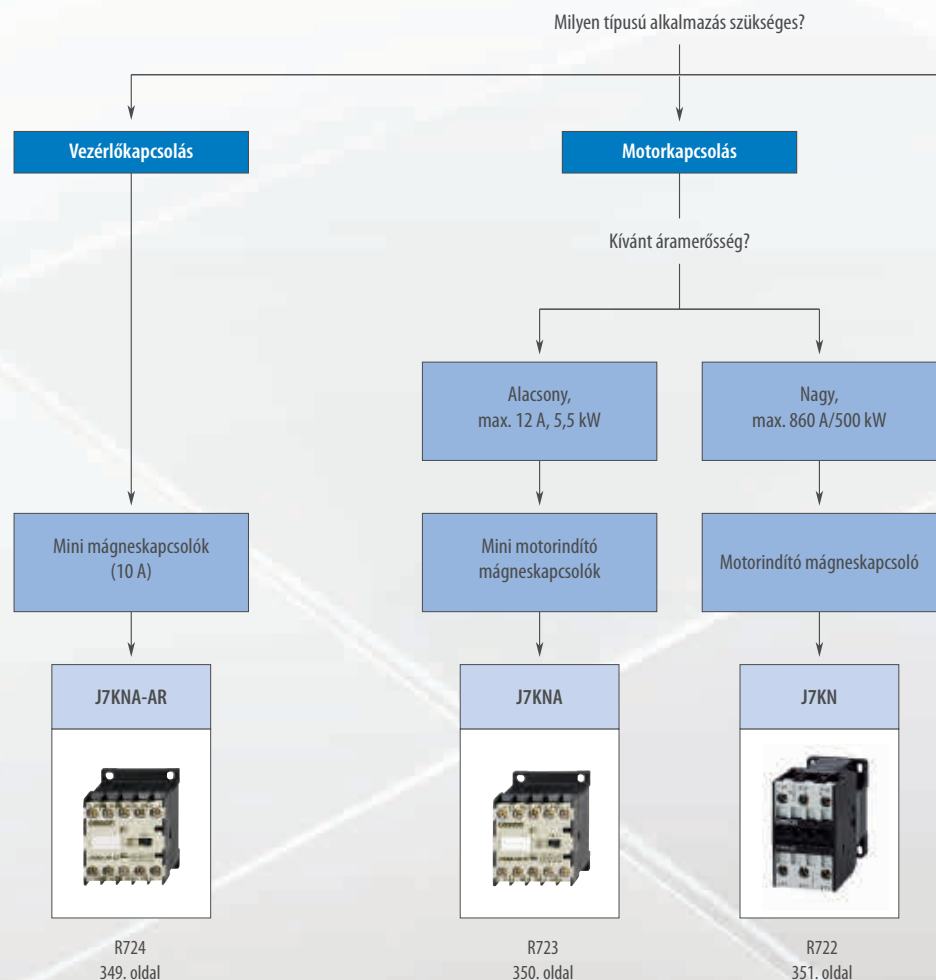 Milyen típusú alkalmazás szükséges?
Vezérlőkapcsolás
Motorkapcsolás
Kívánt áramerősség?
Alacsony,
max. 12 A, 5,5 kW
Nagy,
max. 860 A/500 kW
Mini mágneskapcsolók
(10 A)
Mini motorindító
mágneskapcsolók
Motorindító mágneskapcsoló
J7KNA-AR
J7KNA
J7KN
R724
349. oldal
R723
350. oldal
R722
351. oldal